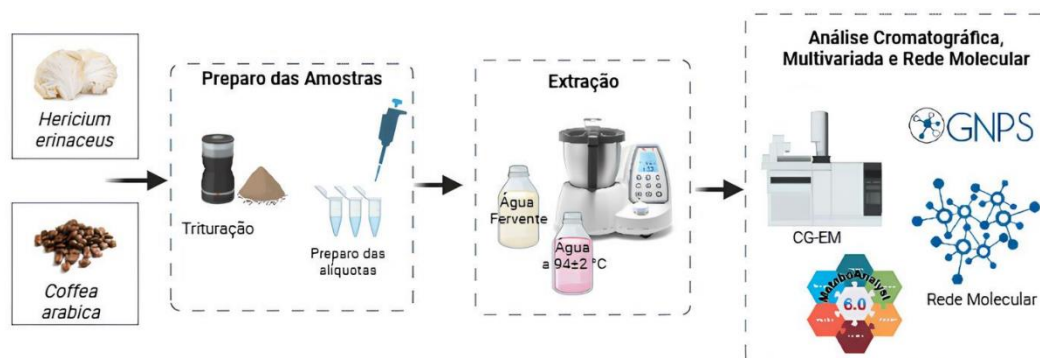 Hericium
erinaceus
Coffea
arabica
Preparo das Amostras
Trituração
Preparo das
alíquotas
Extração
Água
Fervente
Água
a 94±2 °C
Análise Cromatográfica,
Multivariada e Rede Molecular
CG-EM
GNPS
MetaboAnalyst
6.0
Rede Molecular